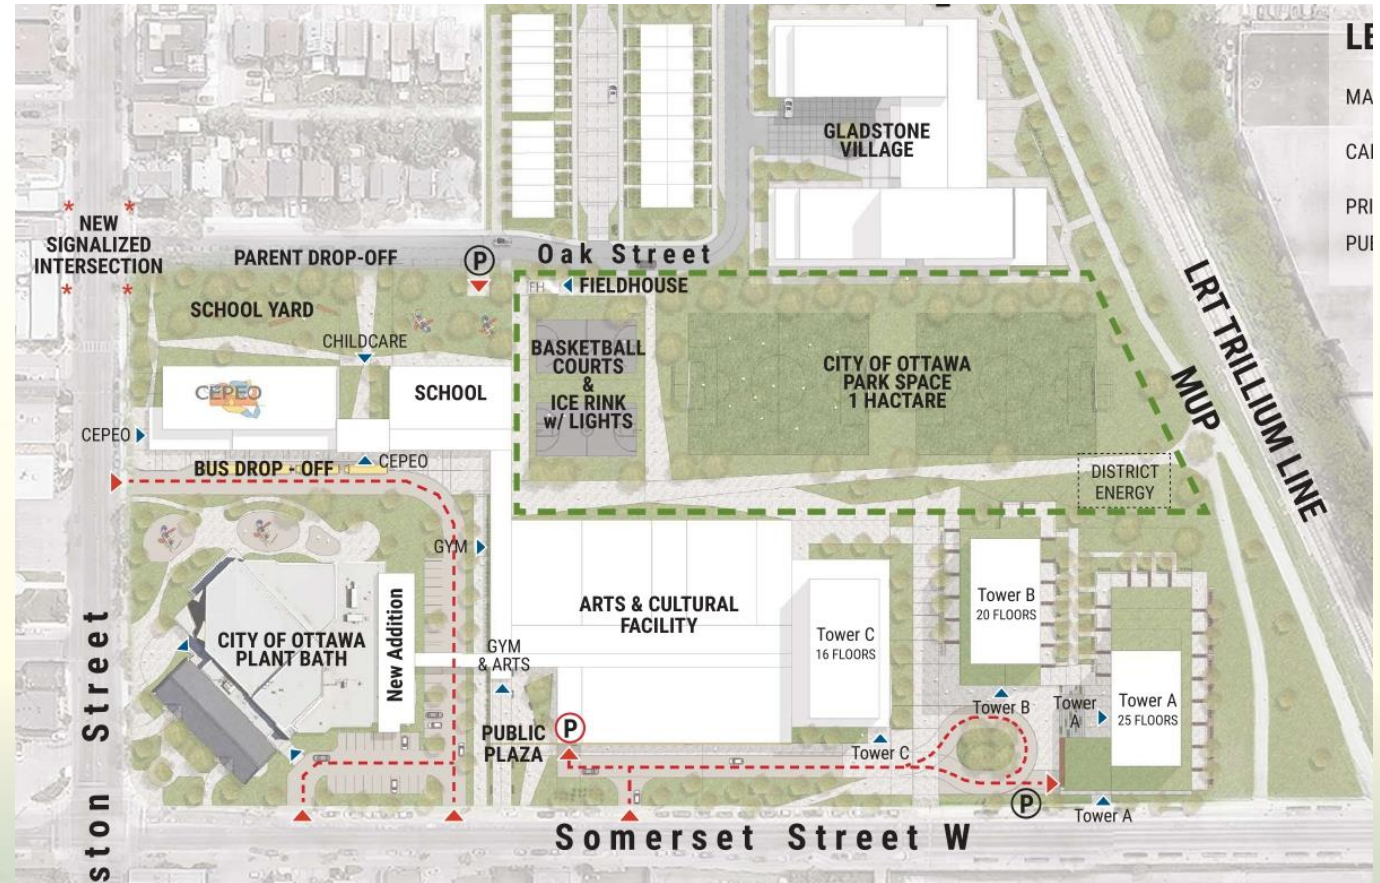 LE
MA
CAI
PRI
PUE
GLADSTONE
VILLAGE
NEW
SIGNALIZED
INTERSECTION
PARENT DROP-OFF
P
Oak Street
FH
FIELDHOUSE
SCHOOL YARD
CHILDCARE
BASKETBALL
COURTS
&
ICE RINK
w/ LIGHTS
CITY OF OTTAWA
PARK SPACE
1 HACTARE
LRT TRILLIUM LINE
MUP
CEPEO
SCHOOL
CEPEO
CEPEO
BUS DROP - OFF
DISTRICT
ENERGY
GYM
CITY OF OTTAWA
PLANT BATH
New Addition
ARTS & CULTURAL
FACILITY
GYM
& ARTS
Tower C
16 FLOORS
Tower B
20 FLOORS
Tower A
25 FLOORS
Tower B
Tower
A
PUBLIC
PLAZA
P
Tower C
P
Tower A
Somerset Street W
ston Street